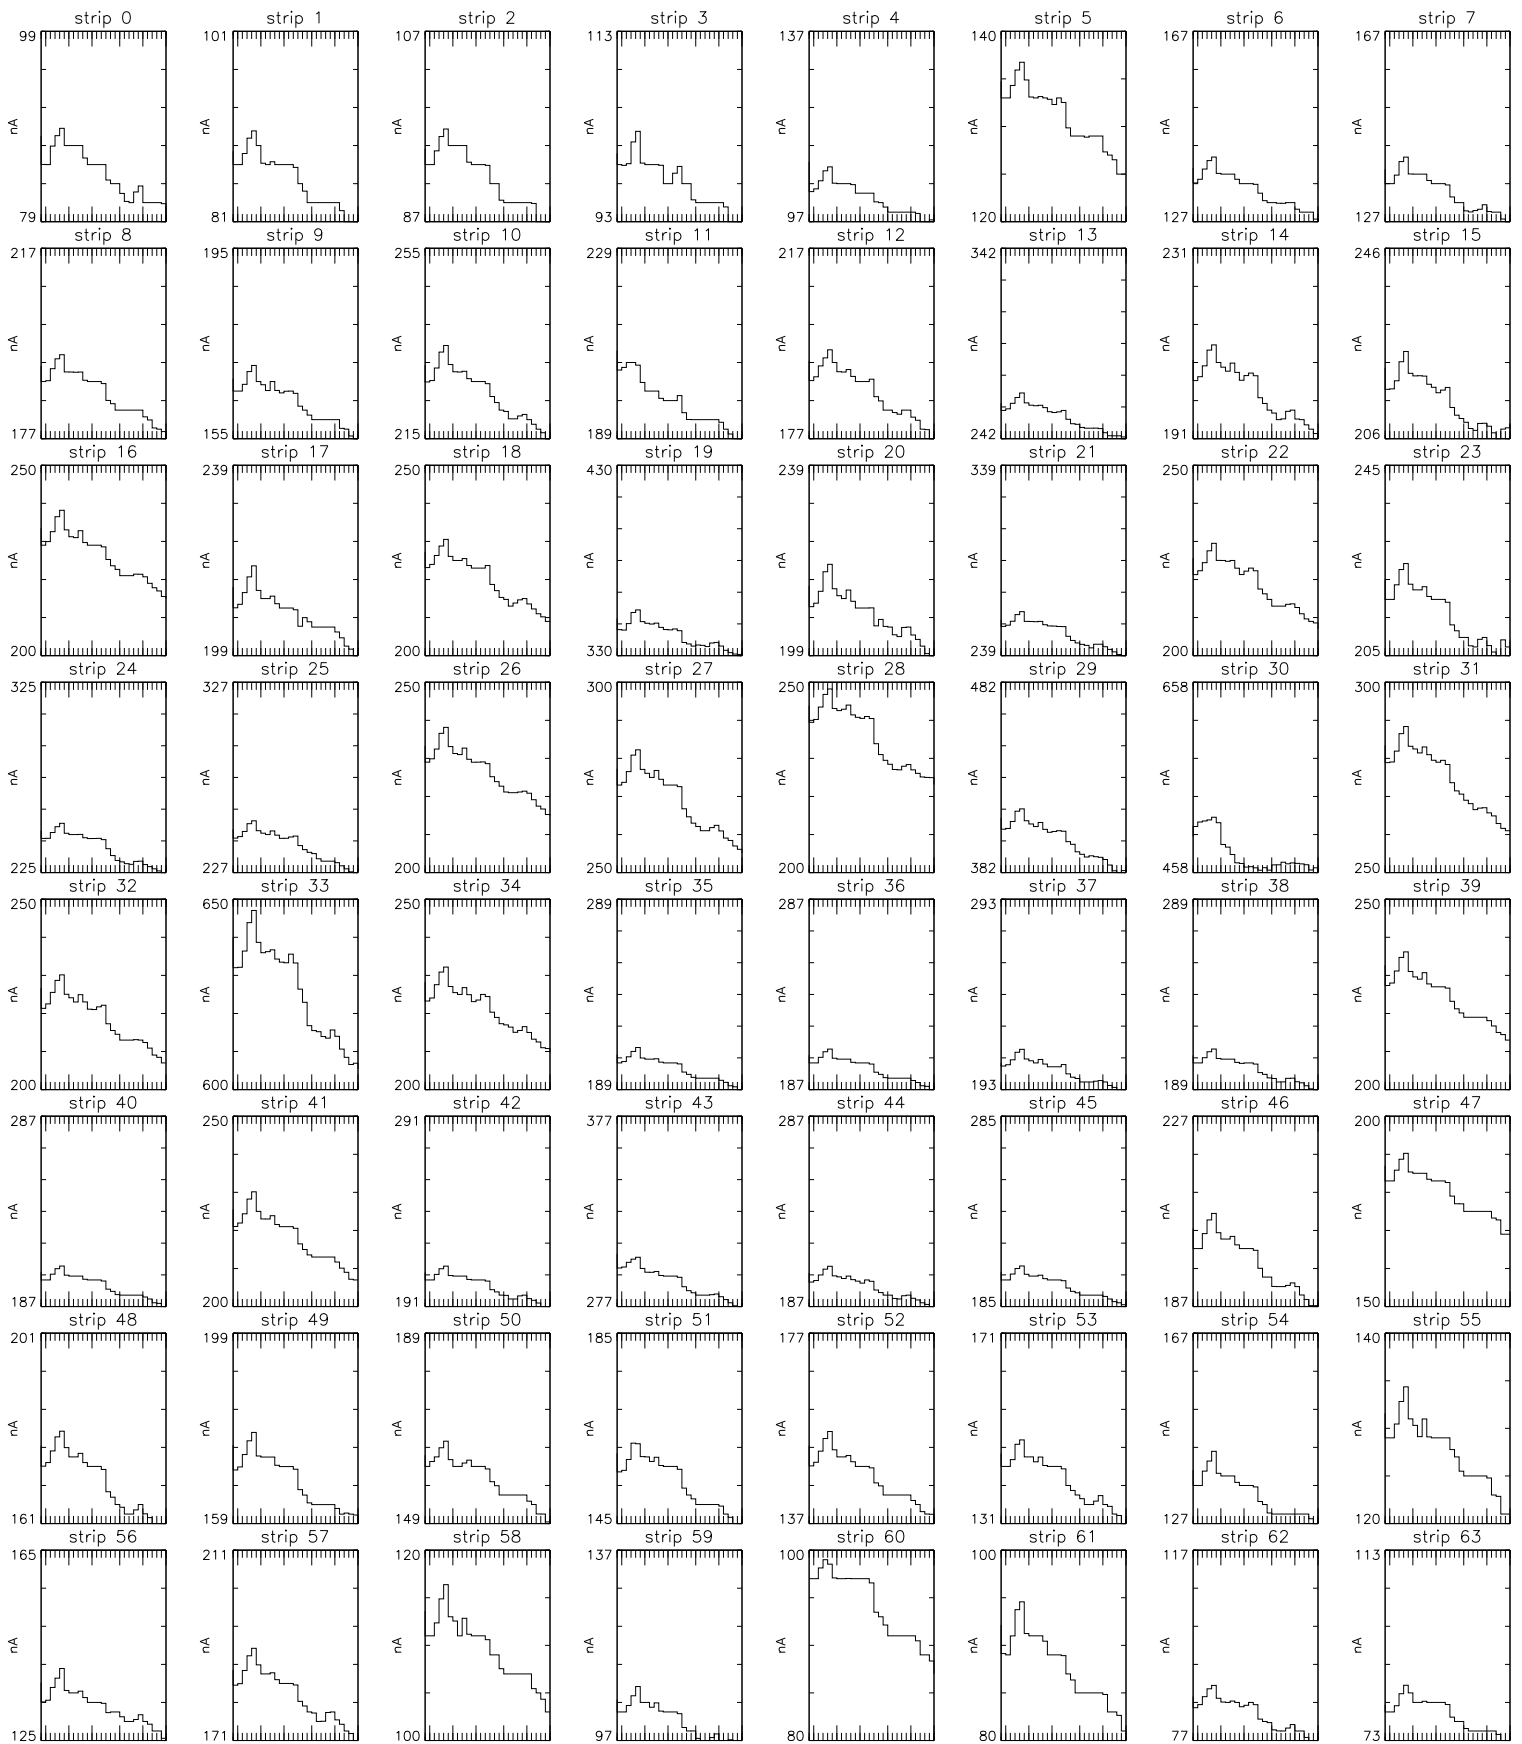 strip 0 strip 1 strip 2 strip 3 strip 4 strip 5 strip 6 strip 7
99 101 107 113 137 140 167 167
nA nA nA nA nA nA nA nA
79 81 87 93 97 120 127 127
strip 8 strip 9 strip 10 strip 11 strip 12 strip 13 strip 14 strip 15
217 195 255 229 217 342 231 246
nA nA nA nA nA nA nA nA
177 155 215 189 177 242 191 206
strip 16 strip 17 strip 18 strip 19 strip 20 strip 21 strip 22 strip 23
250 239 250 430 239 339 250 245
nA nA nA nA nA nA nA nA
200 199 200 330 199 239 200 205
strip 24 strip 25 strip 26 strip 27 strip 28 strip 29 strip 30 strip 31
325 327 250 300 250 482 658 300
nA nA nA nA nA nA nA nA
225 227 200 250 200 382 458 250
strip 32 strip 33 strip 34 strip 35 strip 36 strip 37 strip 38 strip 39
250 650 250 289 287 293 289 250
nA nA nA nA nA nA nA nA
200 600 200 189 187 193 189 200
strip 40 strip 41 strip 42 strip 43 strip 44 strip 45 strip 46 strip 47
287 250 291 377 287 285 227 200
nA nA nA nA nA nA nA nA
187 200 191 277 187 185 187 150
strip 48 strip 49 strip 50 strip 51 strip 52 strip 53 strip 54 strip 55
201 199 189 185 177 171 167 140
nA nA nA nA nA nA nA nA
161 159 149 145 137 131 127 120
strip 56 strip 57 strip 58 strip 59 strip 60 strip 61 strip 62 strip 63
165 211 120 137 100 100 117 113
nA nA nA nA nA nA nA nA
125 171 100 97 80 80 77 73